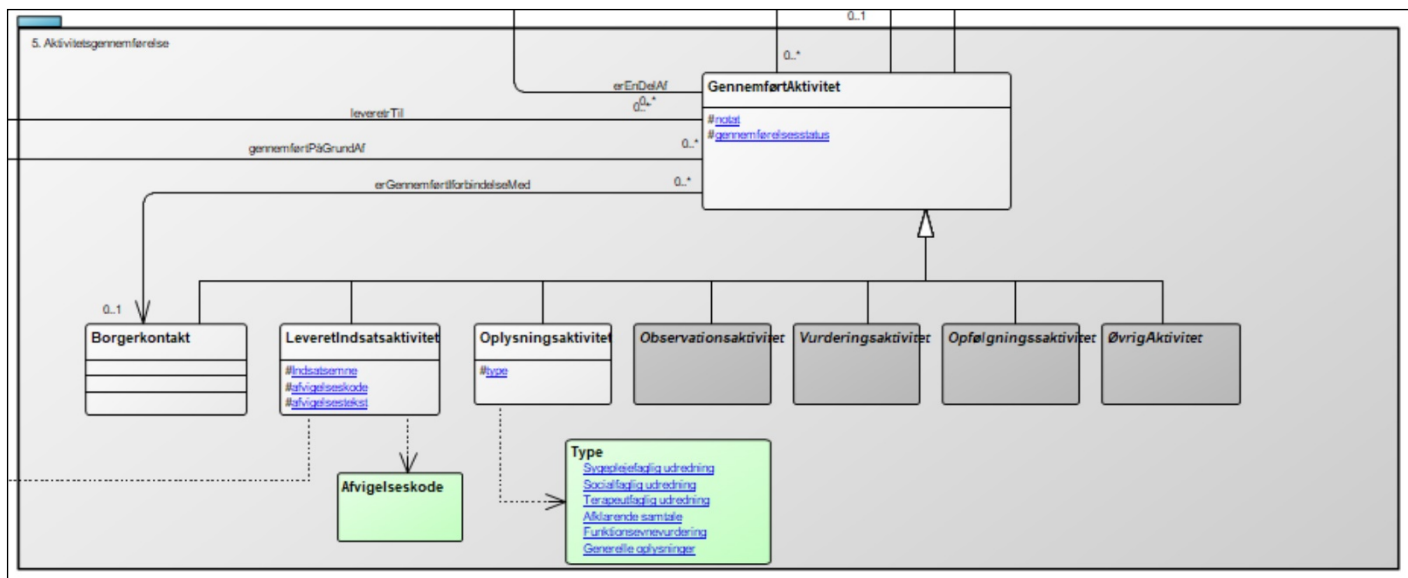 0..1
5. Aktivitetsgennemførelse
0..*
erEnDelAf
GennemførtAktivitet
0..*
0..*
leveretrTil
#notat
#gennemførelsesstatus
gennemførtPåGrundAf
0..*
erGennemførtIforbindelseMed
0..*
0..1
Borgerkontakt
LeveretIndsatsaktivitet
#Indsatsemne
#afvigelseskode
#afvigelsestekst
Oplysningsaktivitet
#type
Observationsaktivitet
Vurderingsaktivitet
Opfølgningssaktivitet
ØvrigAktivitet
Afvigelseskode
Type
Sygeplejefaglig udredning
Socialfaglig udredning
Terapeutfaglig udredning
Afklarende samtale
Funktionsevnevurdering
Generelle oplysninger